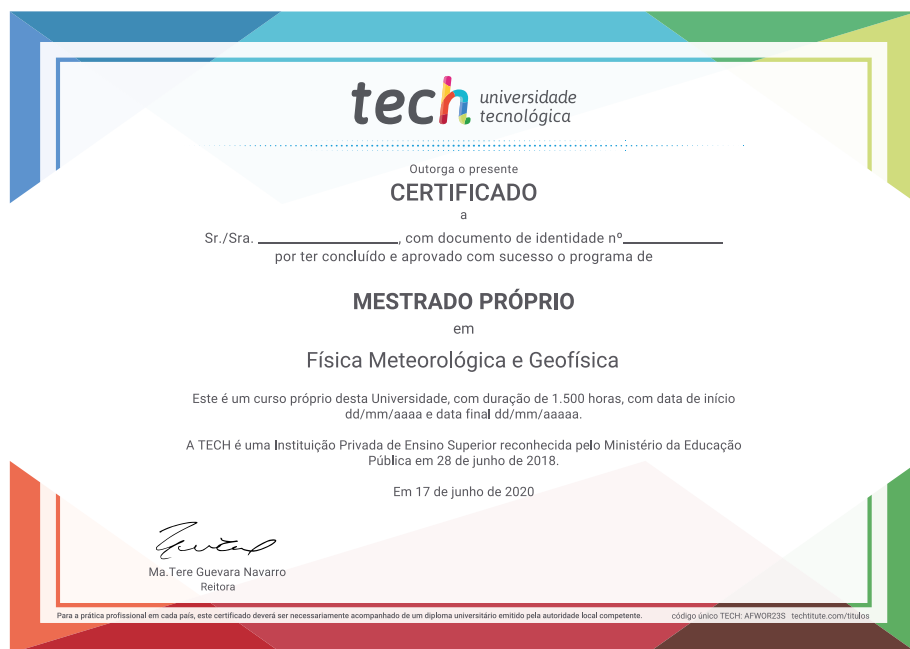 tech universidade
tecnológica
Outorga o presente
CERTIFICADO
a
Sr./Sra. ________________, com documento de identidade nº____________
por ter concluído e aprovado com sucesso o programa de
MESTRADO PRÓPRIO
em
Física Meteorológica e Geofísica
Este é um curso próprio desta Universidade, com duração de 1.500 horas, com data de início
dd/mm/aaaa e data final dd/mm/aaaaa.
A TECH é uma Instituição Privada de Ensino Superior reconhecida pelo Ministério da Educação
Pública em 28 de junho de 2018.
Em 17 de junho de 2020
Ma.Tere Guevara Navarro
Reitora
Para a prática profissional em cada país, este certificado deverá ser necessariamente acompanhado de um diploma universitário emitido pela autoridade local competente. código único TECH: AFWOR23S techtitute.com/titulos